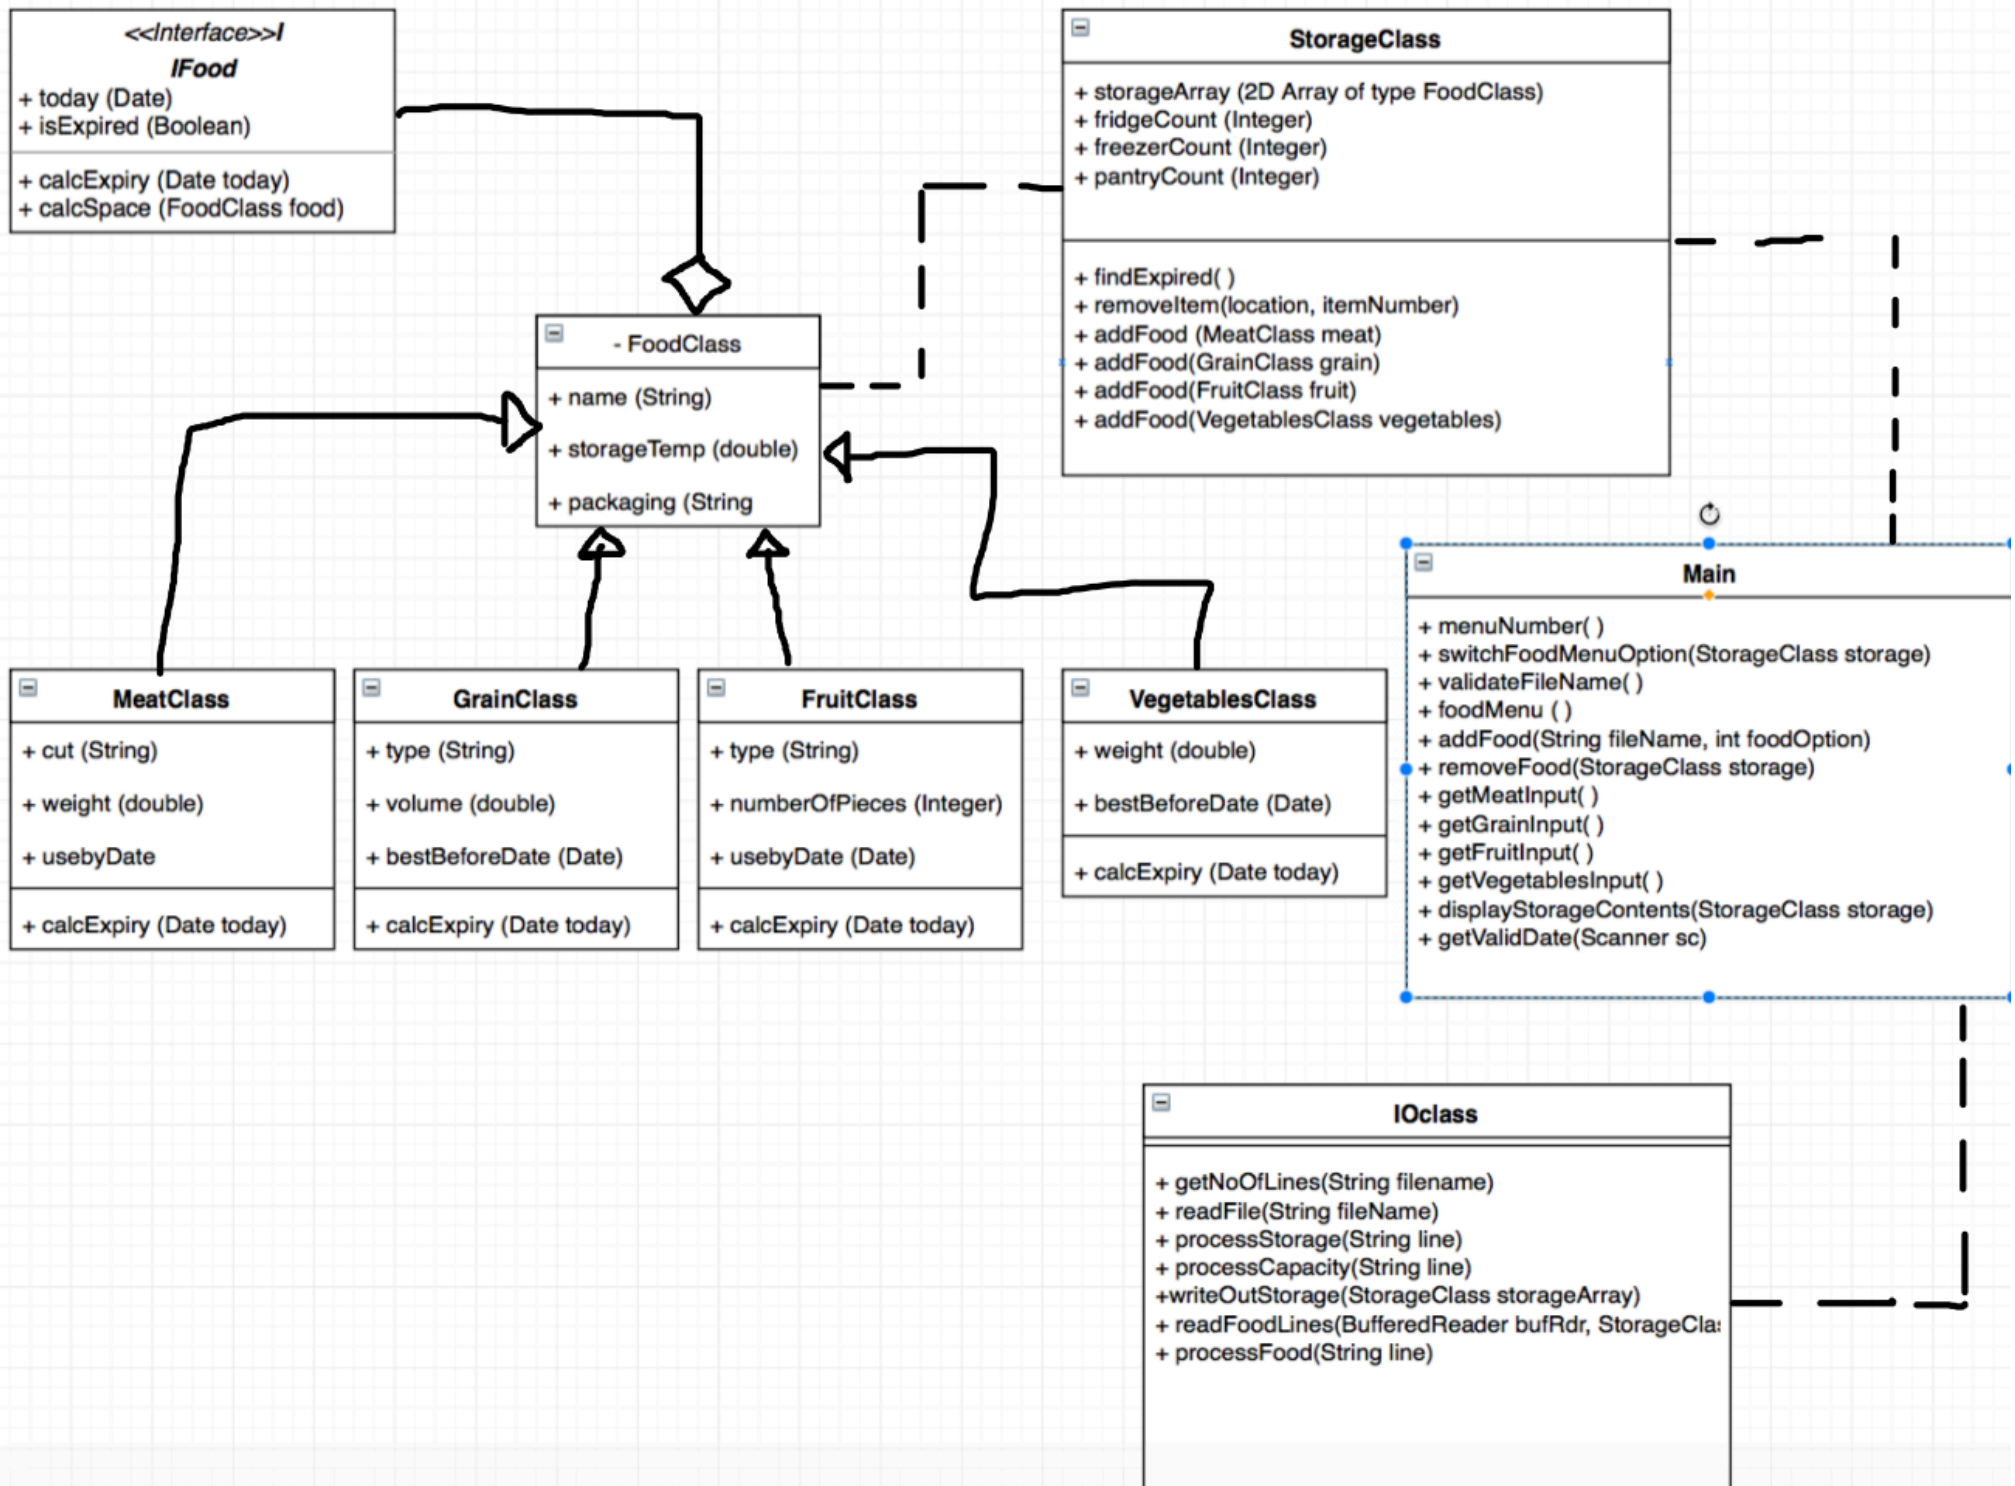 <<Interface>>I
IFood
+ today (Date)
+ isExpired (Boolean)
+ calcExpiry (Date today)
+ calcSpace (FoodClass food)
StorageClass
+ storageArray (2D Array of type FoodClass)
+ fridgeCount (Integer)
+ freezerCount (Integer)
+ pantryCount (Integer)
+ findExpired( )
+ removeItem(location, itemNumber)
+ addFood (MeatClass meat)
+ addFood(GrainClass grain)
+ addFood(FruitClass fruit)
+ addFood(VegetablesClass vegetables)
- FoodClass
+ name (String)
+ storageTemp (double)
+ packaging (String
MeatClass
+ cut (String)
+ weight (double)
+ usebyDate
+ calcExpiry (Date today)
GrainClass
+ type (String)
+ volume (double)
+ bestBeforeDate (Date)
+ calcExpiry (Date today)
FruitClass
+ type (String)
+ numberOfPieces (Integer)
+ usebyDate (Date)
+ calcExpiry (Date today)
VegetablesClass
+ weight (double)
+ bestBeforeDate (Date)
+ calcExpiry (Date today)
Main
+ menuNumber( )
+ switchFoodMenuOption(StorageClass storage)
+ validateFileName( )
+ foodMenu ( )
+ addFood(String fileName, int foodOption)
+ removeFood(StorageClass storage)
+ getMeatInput( )
+ getGrainInput( )
+ getFruitInput( )
+ getVegetablesInput( )
+ displayStorageContents(StorageClass storage)
+ getValidDate(Scanner sc)
IOclass
+ getNoOfLines(String filename)
+ readFile(String fileName)
+ processStorage(String line)
+ processCapacity(String line)
+writeOutStorage(StorageClass storageArray)
+ readFoodLines(BufferedReader bufRdr, StorageClas
+ processFood(String line)